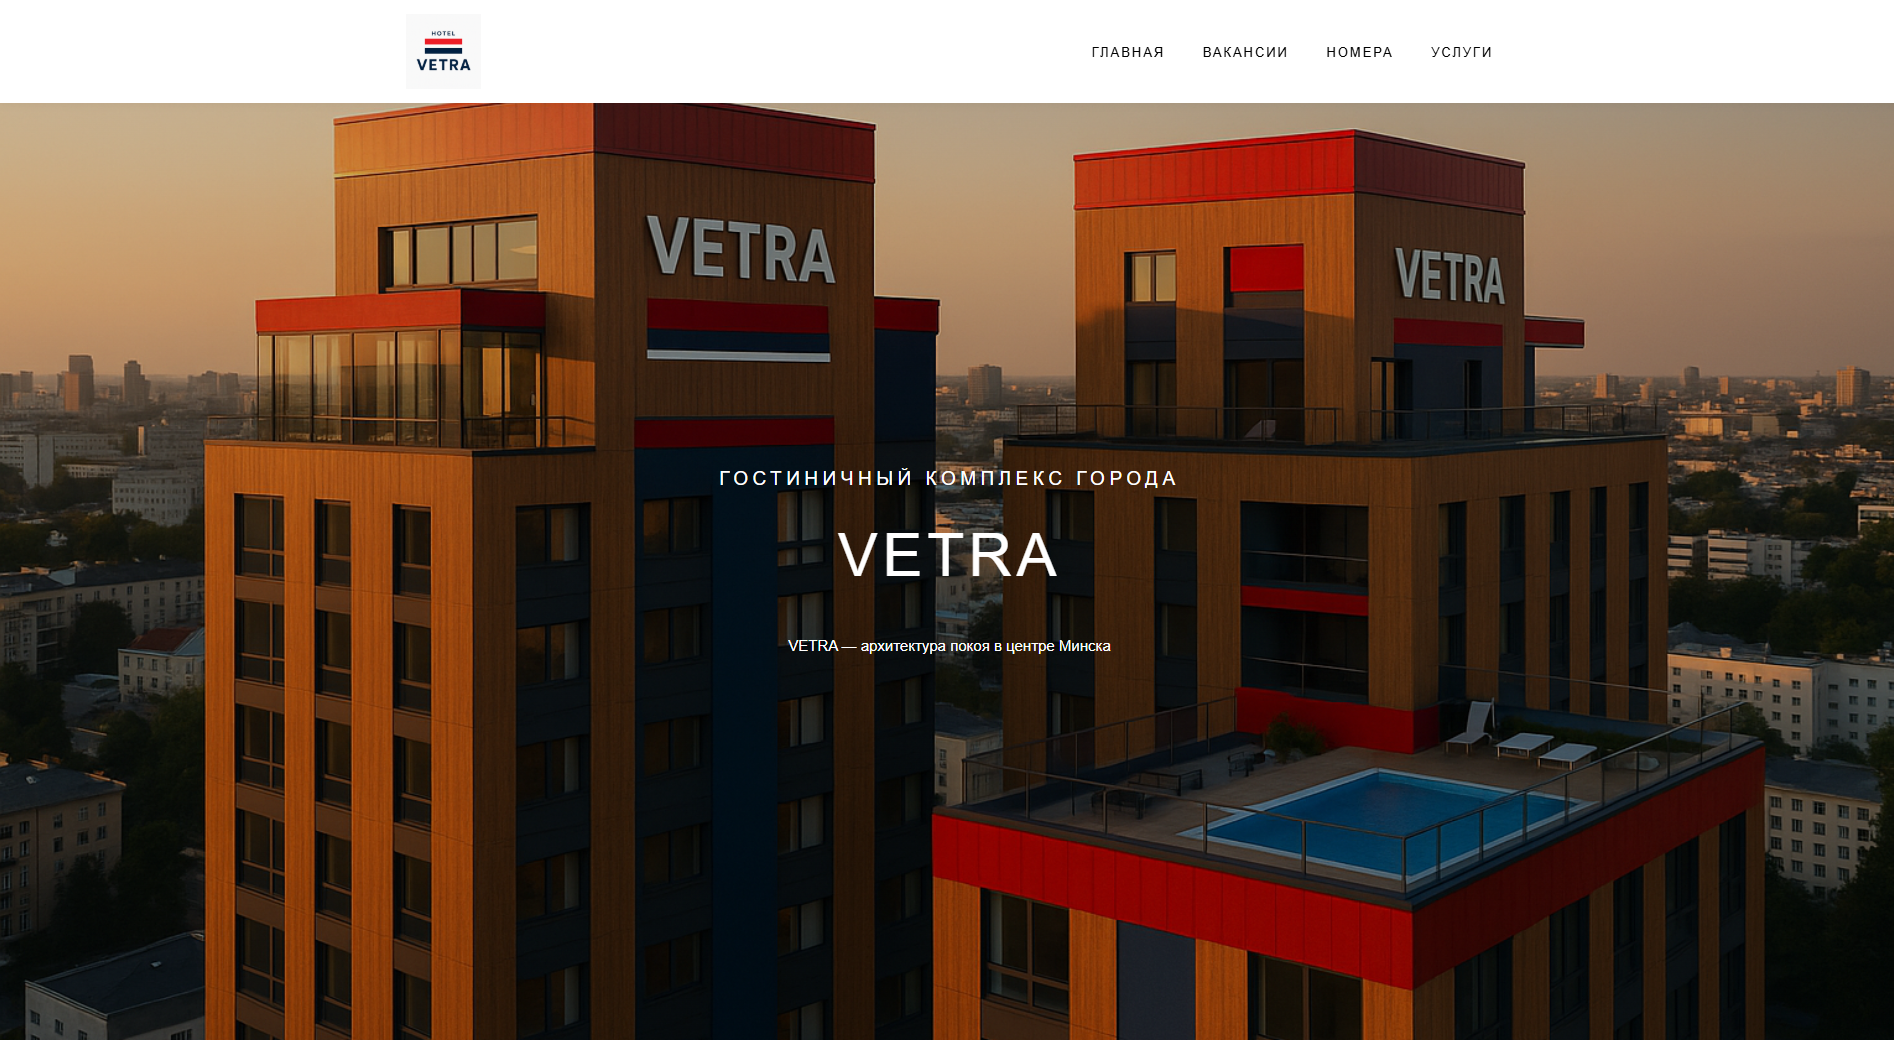 HOTEL
VETRA
ГЛАВНАЯ ВАКАНСИИ НОМЕРА УСЛУГИ
VETRA
VETRA
ГОСТИНИЧНЫЙ КОМПЛЕКС ГОРОДА
VETRA
VETRA — архитектура покоя в центре Минска